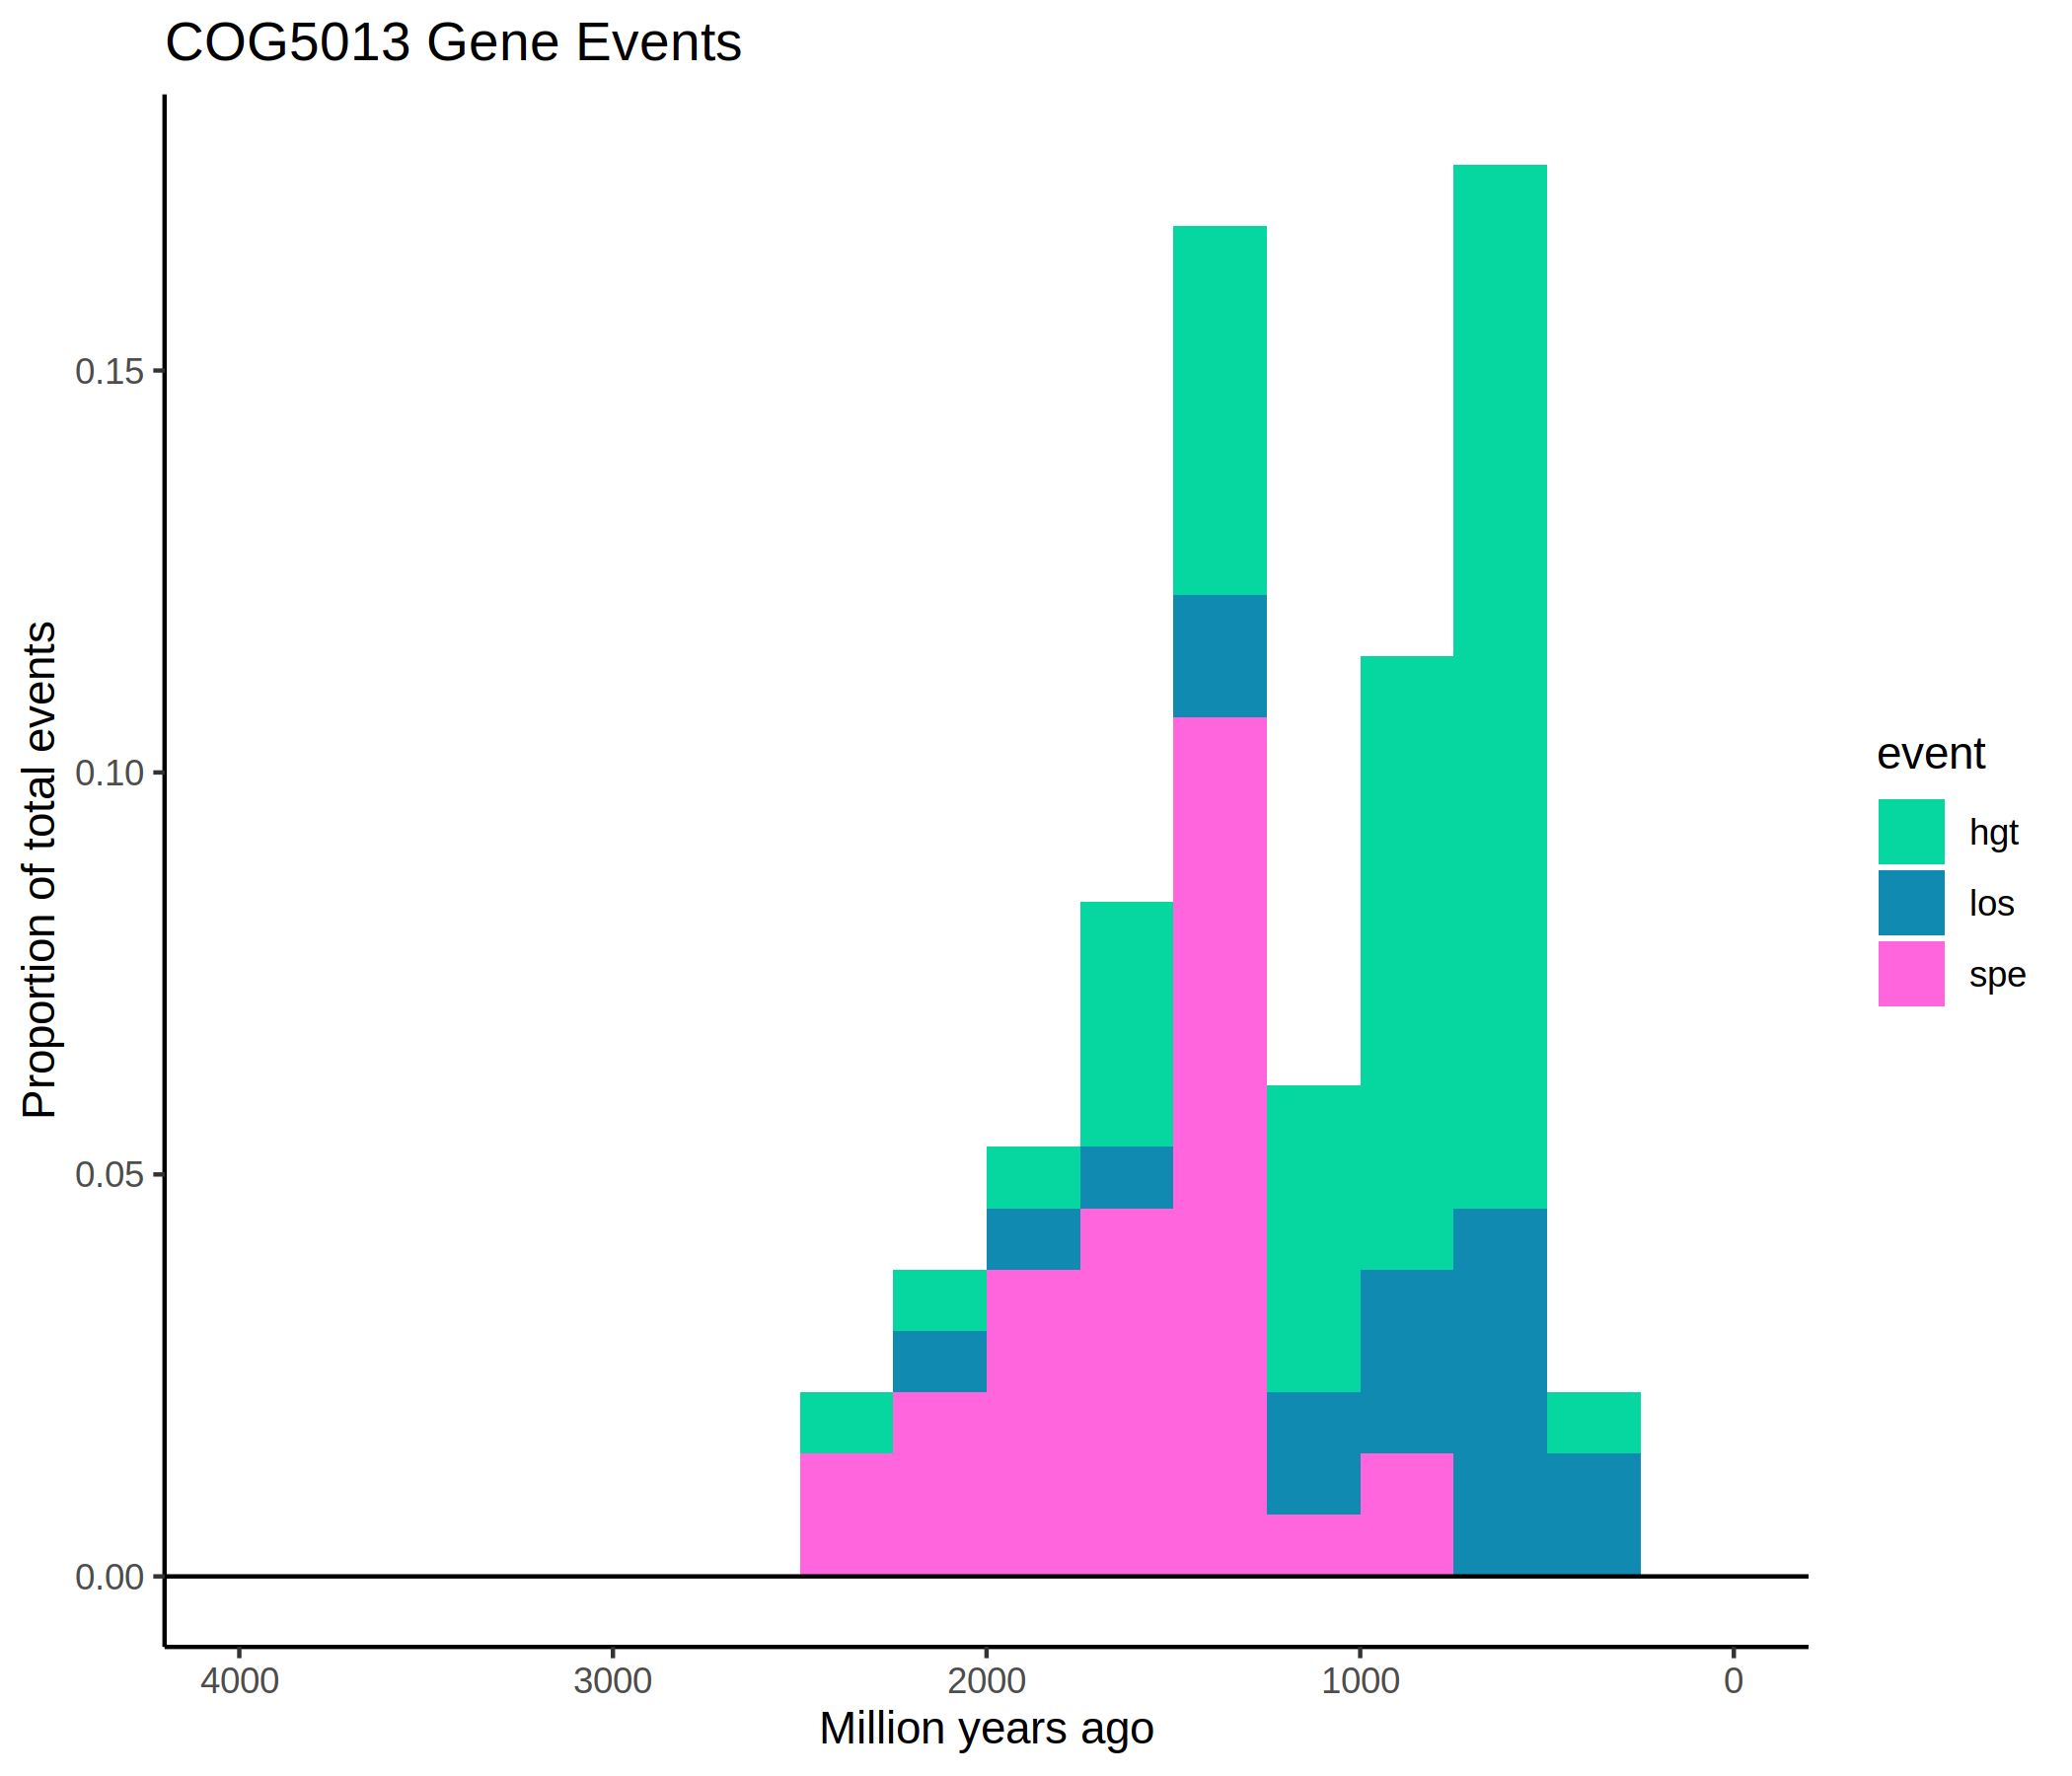 COG5013 Gene Events
Proportion of total events
0.15
0.10
0.05
0.00
4000 3000 2000 1000 0
Million years ago
event
hgt
los
spe